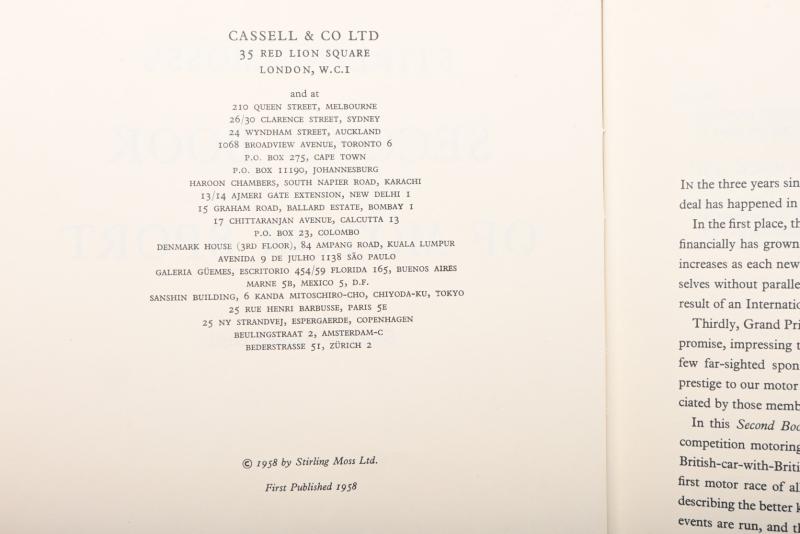 CASSELL & CO LTD
35 RED LION SQUARE
LONDON, W.C.1
and at
210 QUEEN STREET, MELBOURNE
26/30 CLARENCE STREET, SYDNEY
24 WYNDHAM STREET, AUCKLAND
1068 BROADVIEW AVENUE, TORONTO 6
P.O. BOX 275, CAPE TOWN
P.O. BOX 11190, JOHANNESBURG
HAROON CHAMBERS, SOUTH NAPIER ROAD, KARACHI
13/14 AJMERI GATE EXTENSION, NEW DELHI 1
15 GRAHAM ROAD, BALLARD ESTATE, BOMBAY 1
17 CHITTARANJAN AVENUE, CALCUTTA 13
P.O. BOX 23, COLOMBO
DENMARK HOUSE (3RD FLOOR), 84 AMPANG ROAD, KUALA LUMPUR
AVENIDA 9 DE JULHO 1138 SÃO PAULO
GALERIA GÜEMES, ESCRITORIO 454/59 FLORIDA 165, BUENOS AIRES
MARNE 5B, MEXICO 5, D.F.
SANSHIN BUILDING, 6 KANDA MITOSCHIRO-CHO, CHIYODA-KU, TOKYO
25 RUE HENRI BARBUSSE, PARIS 5E
25 NY STRANDVEJ, ESPERGAERDE, COPENHAGEN
BEULINGSTRAAT 2, AMSTERDAM-C
BEDERSTRASSE 51, ZÜRICH 2
© 1958 by Stirling Moss Ltd.
First Published 1958
IN the three years sin
deal has happened in
In the first place, th
financially has grown
increases as each new
selves without paralle
result of an Internatio
Thirdly, Grand Pri
promise, impressing t
few far-sighted spon
prestige to our motor
ciated by those memb
In this Second Boo
competition motoring
British-car-with-Briti
first motor race of al
describing the better k
events are run, and th